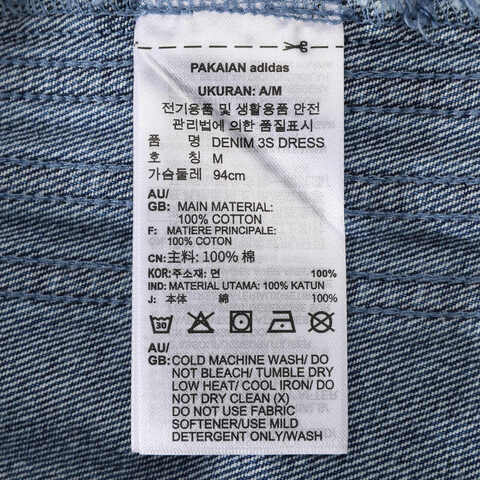 PAKAIAN adidas
UKURAN: A/M
전기용품 및 생활용품 안전
관리법에 의한 품질표시
품 명 DENIM 3S DRESS
호 칭 M
가슴둘레 94cm
AU/
GB: MAIN MATERIAL:
100% COTTON
F: MATIERE PRINCIPALE:
100% COTON
CN: 主料: 100% 棉
KOR: 주소재: 면 100%
IND: MATERIAL UTAMA: 100% KATUN
J: 本体 綿 100%
30
AU/
GB: COLD MACHINE WASH/ DO
NOT BLEACH/ TUMBLE DRY
LOW HEAT/ COOL IRON/ DO
NOT DRY CLEAN (X)
DO NOT USE FABRIC
SOFTENER/USE MILD
DETERGENT ONLY/WASH